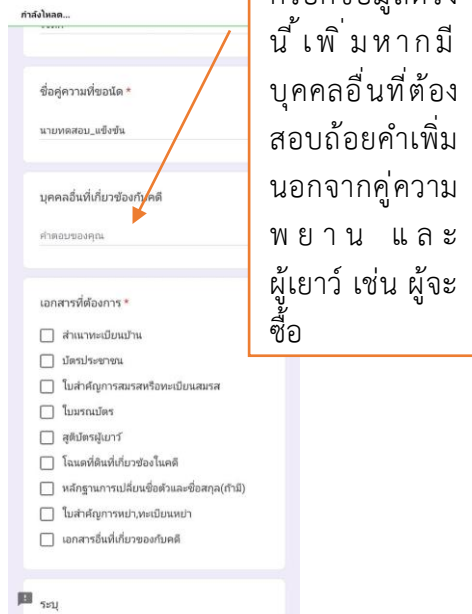 กำลังโหลด...
นี้เพิ่มหากมี
บุคคลอื่นที่ต้อง
สอบถ้อยคำเพิ่ม
นอกจากคู่ความ
พยาน และ
ผู้เยาว์ เช่น ผู้จะ
ซื้อ
ชื่อคู่ความที่ขอนัด *
นายทดสอบ_แข็งขัน
บุคคลอื่นที่เกี่ยวข้องกับคดี
คำตอบของคุณ
เอกสารที่ต้องการ *
สำเนาทะเบียนบ้าน
บัตรประชาชน
ใบสำคัญการสมรสหรือทะเบียนสมรส
ใบมรณบัตร
สูติบัตรผู้เยาว์
โฉนดที่ดินที่เกี่ยวข้องในคดี
หลักฐานการเปลี่ยนชื่อตัวและชื่อสกุล(ถ้ามี)
ใบสำคัญการหย่า,ทะเบียนหย่า
เอกสารอื่นที่เกี่ยวของกับคดี
ระบุ